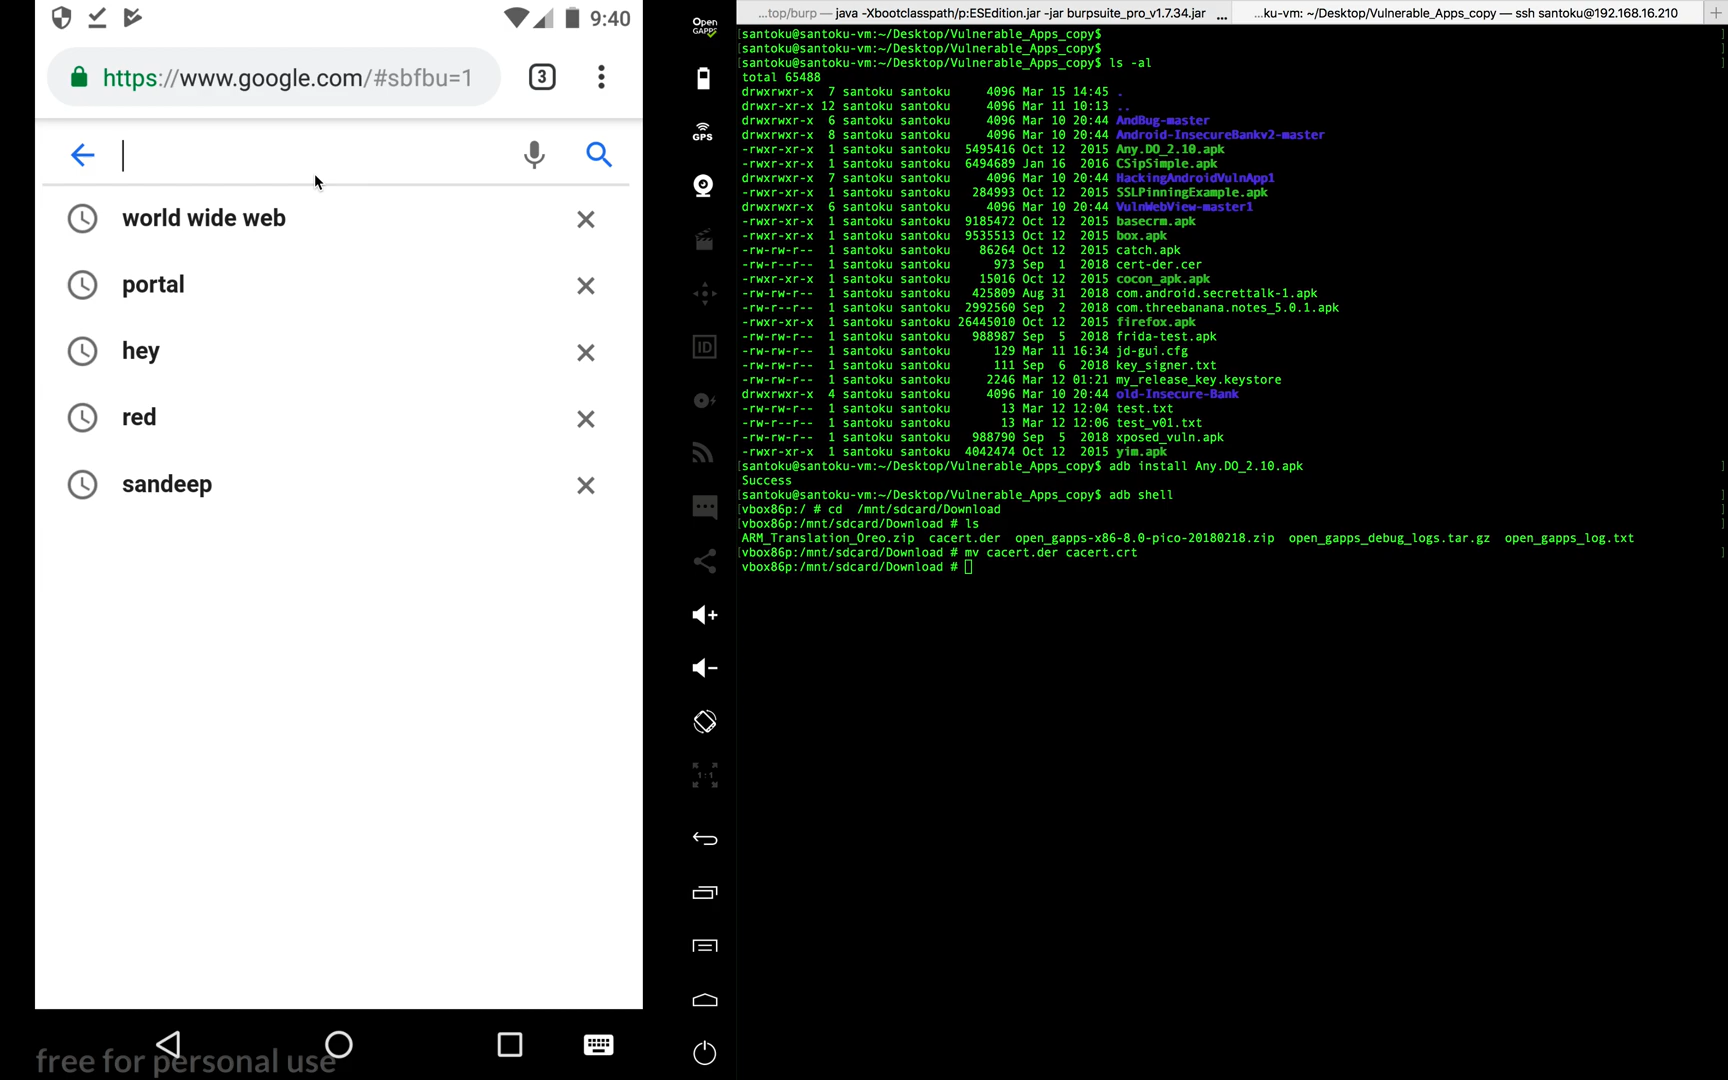 9:40
https://www.google.com/#sbfbu=1
3
world wide web
portal
hey
red
sandeep
free for personal use
Open
GAPPS
GPS
ID
1:1
...top/burp — java -Xbootclasspath/p:ESEdition.jar -jar burpsuite_pro_v1.7.34.jar ...
...ku-vm: ~/Desktop/Vulnerable_Apps_copy — ssh santoku@192.168.16.210
[santoku@santoku-vm:~/Desktop/Vulnerable_Apps_copy$ ]
[santoku@santoku-vm:~/Desktop/Vulnerable_Apps_copy$ ]
[santoku@santoku-vm:~/Desktop/Vulnerable_Apps_copy$ ls -al ]
total 65488
drwxrwxr-x 7 santoku santoku 4096 Mar 15 14:45 .
drwxr-xr-x 12 santoku santoku 4096 Mar 11 10:13 ..
drwxrwxr-x 6 santoku santoku 4096 Mar 10 20:44 AndBug-master
drwxrwxr-x 8 santoku santoku 4096 Mar 10 20:44 Android-InsecureBankv2-master
-rwxr-xr-x 1 santoku santoku 5495416 Oct 12 2015 Any.DO_2.10.apk
-rwxr-xr-x 1 santoku santoku 6494689 Jan 16 2016 CSipSimple.apk
drwxrwxr-x 7 santoku santoku 4096 Mar 10 20:44 HackingAndroidVulnApp1
-rwxr-xr-x 1 santoku santoku 284993 Oct 12 2015 SSLPinningExample.apk
drwxrwxr-x 6 santoku santoku 4096 Mar 10 20:44 VulnWebView-master1
-rwxr-xr-x 1 santoku santoku 9185472 Oct 12 2015 basecrm.apk
-rwxr-xr-x 1 santoku santoku 9535513 Oct 12 2015 box.apk
-rw-rw-r-- 1 santoku santoku 86264 Oct 12 2015 catch.apk
-rw-r--r-- 1 santoku santoku 973 Sep 1 2018 cert-der.cer
-rwxr-xr-x 1 santoku santoku 15016 Oct 12 2015 cocon_apk.apk
-rw-rw-r-- 1 santoku santoku 425809 Aug 31 2018 com.android.secrettalk-1.apk
-rw-rw-r-- 1 santoku santoku 2992560 Sep 2 2018 com.threebanana.notes_5.0.1.apk
-rwxr-xr-x 1 santoku santoku 26445010 Oct 12 2015 firefox.apk
-rw-rw-r-- 1 santoku santoku 988987 Sep 5 2018 frida-test.apk
-rw-rw-r-- 1 santoku santoku 129 Mar 11 16:34 jd-gui.cfg
-rw-rw-r-- 1 santoku santoku 111 Sep 6 2018 key_signer.txt
-rw-rw-r-- 1 santoku santoku 2246 Mar 12 01:21 my_release_key.keystore
drwxrwxr-x 4 santoku santoku 4096 Mar 10 20:44 old-Insecure-Bank
-rw-rw-r-- 1 santoku santoku 13 Mar 12 12:04 test.txt
-rw-rw-r-- 1 santoku santoku 13 Mar 12 12:06 test_v01.txt
-rw-rw-r-- 1 santoku santoku 988790 Sep 5 2018 xposed_vuln.apk
-rwxr-xr-x 1 santoku santoku 4042474 Oct 12 2015 yim.apk
[santoku@santoku-vm:~/Desktop/Vulnerable_Apps_copy$ adb install Any.DO_2.10.apk ]
Success
[santoku@santoku-vm:~/Desktop/Vulnerable_Apps_copy$ adb shell ]
[vbox86p:/ # cd /mnt/sdcard/Download ]
[vbox86p:/mnt/sdcard/Download # ls ]
ARM_Translation_Oreo.zip cacert.der open_gapps-x86-8.0-pico-20180218.zip open_gapps_debug_logs.tar.gz open_gapps_log.txt
[vbox86p:/mnt/sdcard/Download # mv cacert.der cacert.crt ]
vbox86p:/mnt/sdcard/Download #